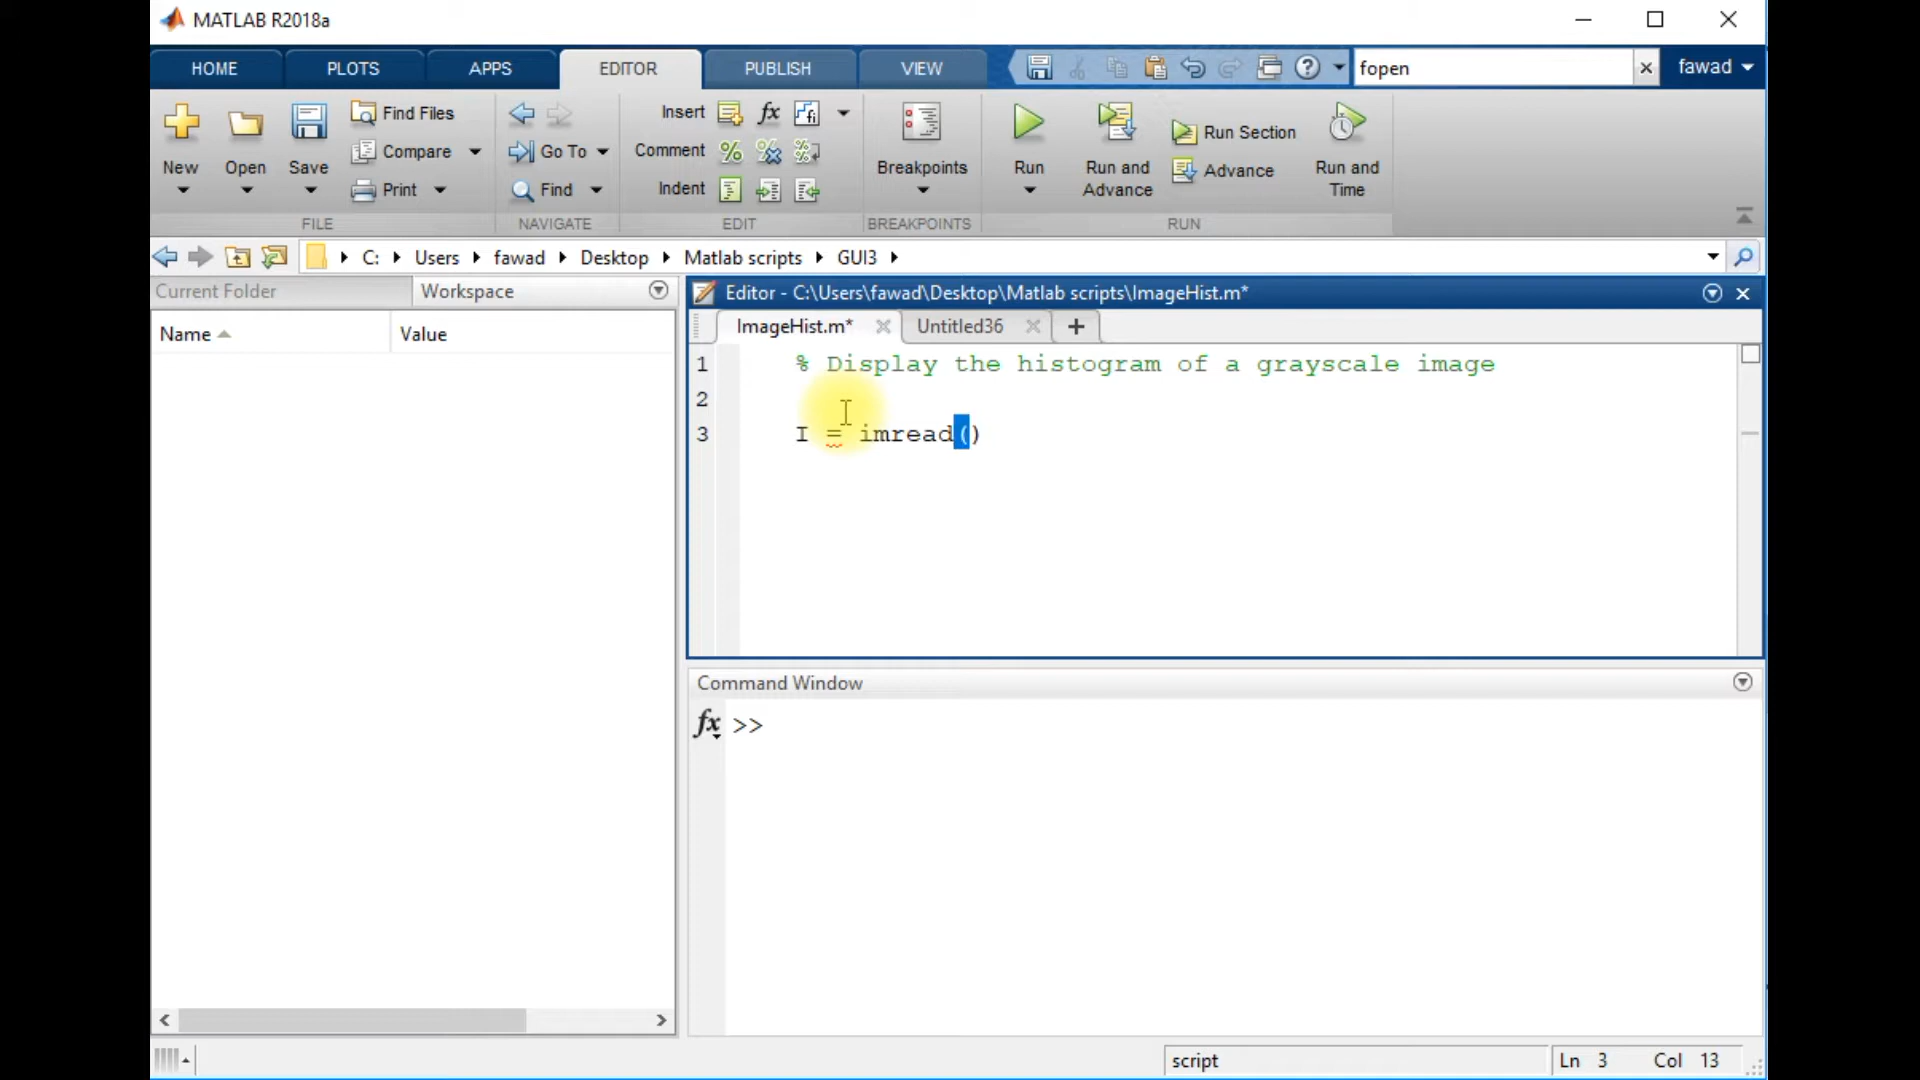 MATLAB R2018a
HOME PLOTS APPS EDITOR PUBLISH VIEW fopen fawad
New Open Save Find Files Compare Print
FILE
Go To Find
NAVIGATE
Insert fx fi
Comment % %
Indent
EDIT
Breakpoints
BREAKPOINTS
Run Run and Advance Run Section Advance Run and Time
RUN
C: Users fawad Desktop Matlab scripts GUI3
Current Folder Workspace
Name Value
Editor - C:\Users\fawad\Desktop\Matlab scripts\ImageHist.m*
ImageHist.m* Untitled36 +
1 % Display the histogram of a grayscale image
2
3 I = imread()
Command Window
fx >>
script Ln 3 Col 13